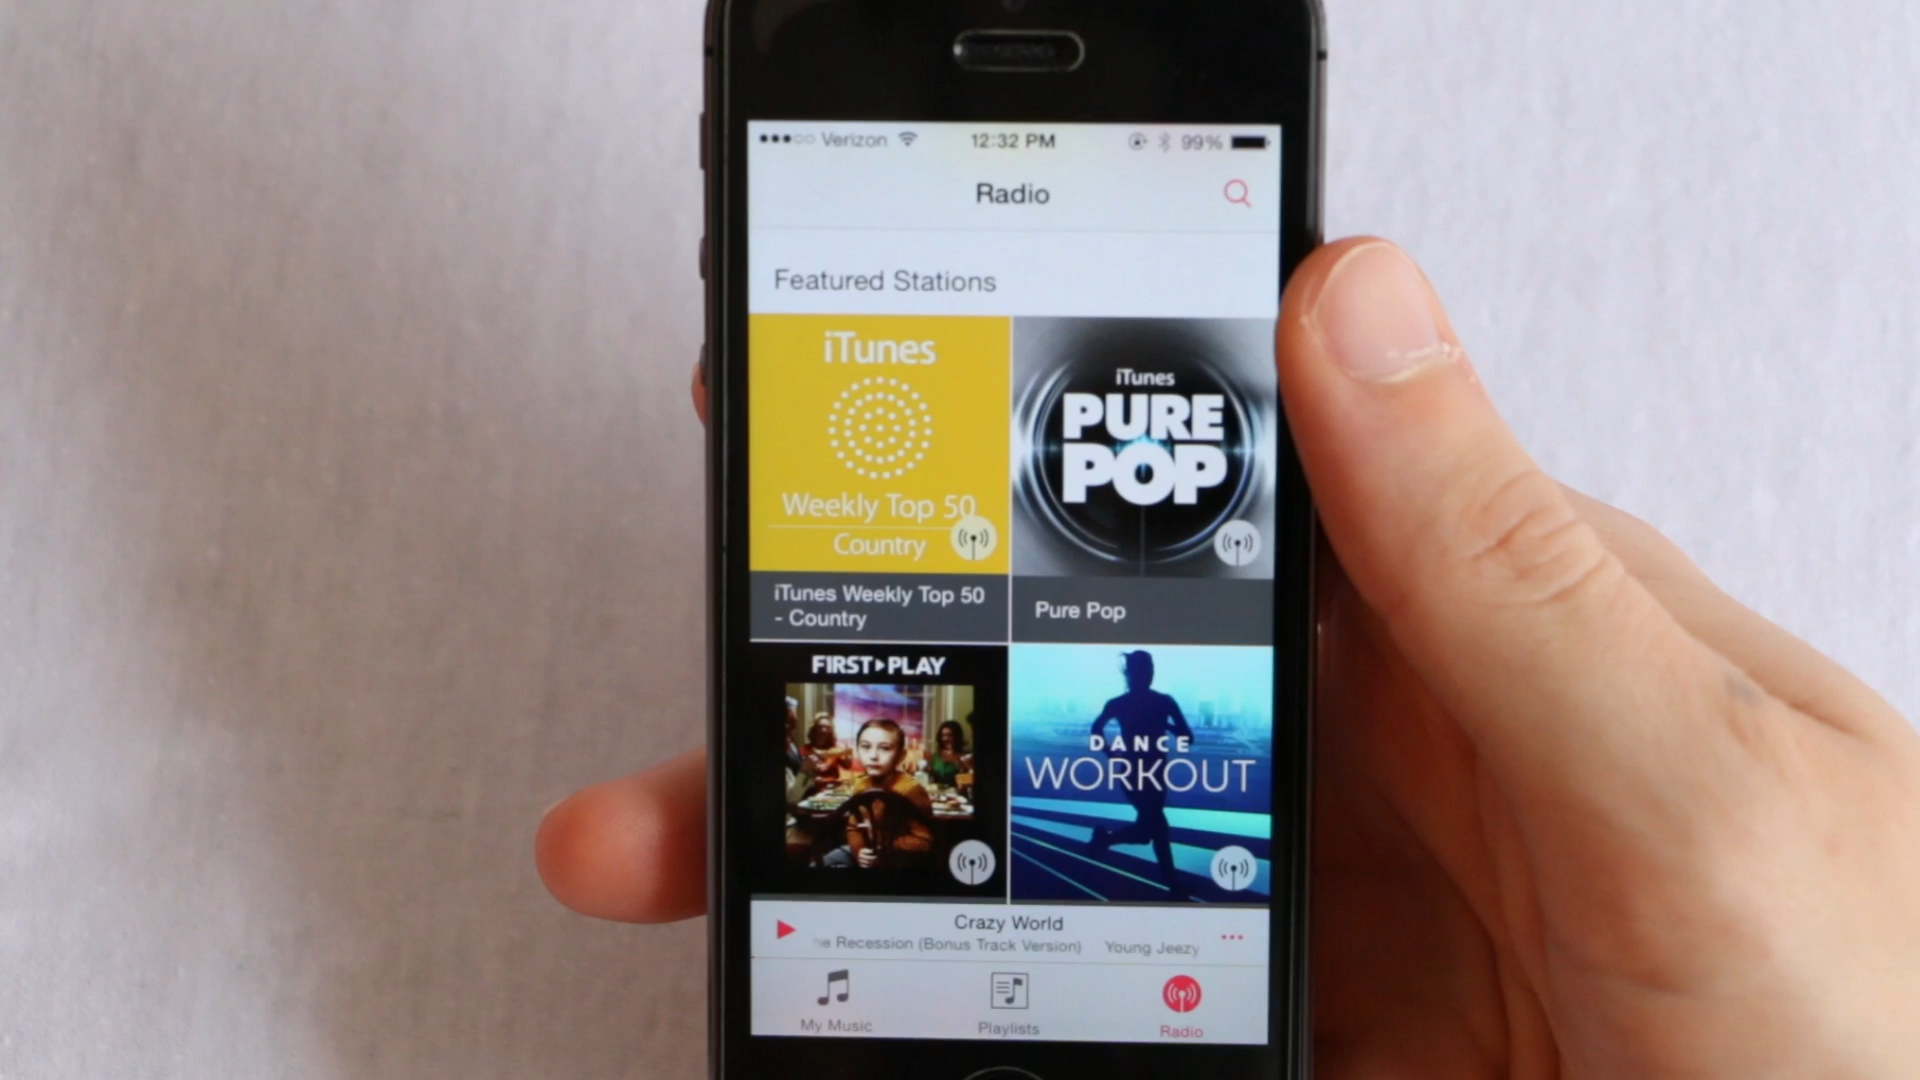 Verizon 12:32 PM 99%
Radio
Featured Stations
iTunes
Weekly Top 50
Country
iTunes
PURE
POP
iTunes Weekly Top 50
- Country
Pure Pop
FIRST▸PLAY
DANCE
WORKOUT
Crazy World
he Recession (Bonus Track Version) Young Jeezy
My Music
Playlists
Radio